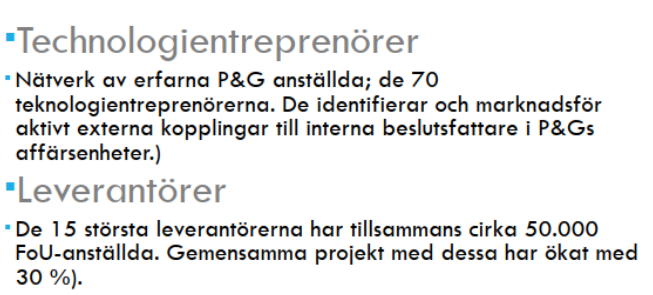 ▪Technologientreprenörer
▪ Nätverk av erfarna P&G anställda; de 70
teknologientreprenörerna. De identifierar och marknadsför
aktivt externa kopplingar till interna beslutsfattare i P&Gs
affärsenheter.)
▪Leverantörer
▪ De 15 största leverantörerna har tillsammans cirka 50.000
FoU-anställda. Gemensamma projekt med dessa har ökat med
30 %).